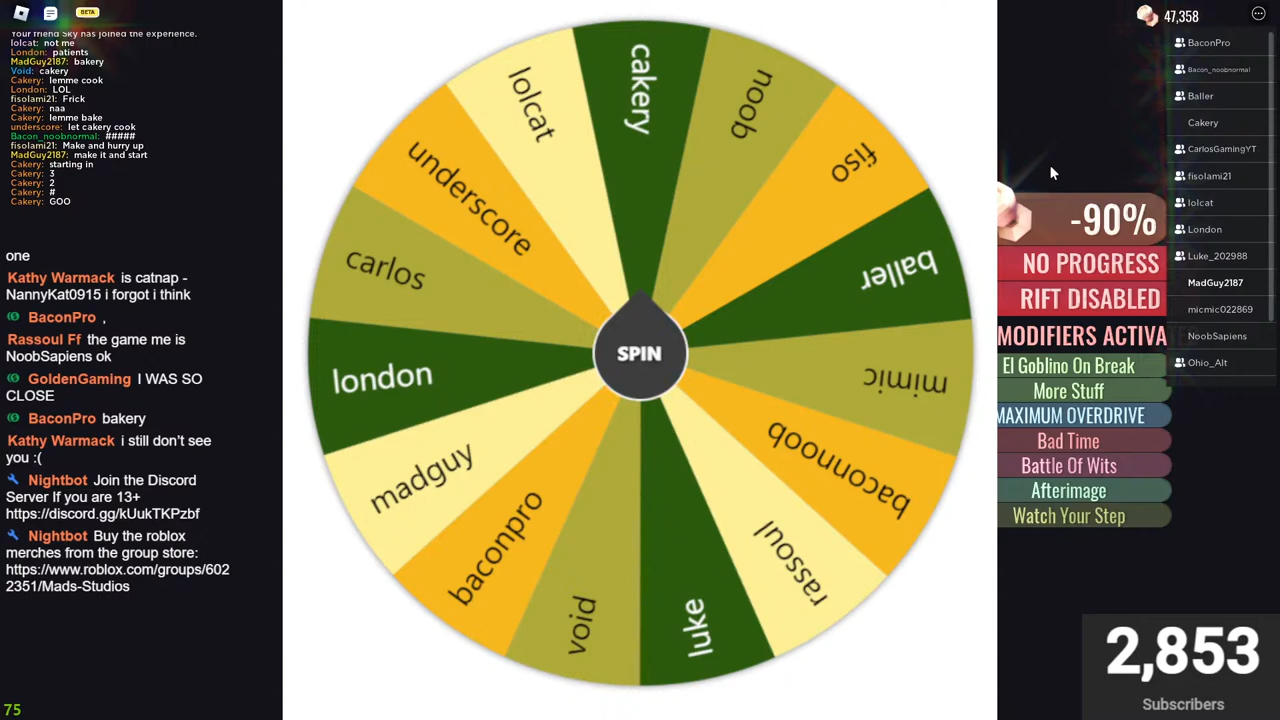 BETA
47,358
Your friend Sky has joined the experience.
lolcat: not me
London: patients
MadGuy2187: bakery
Void: cakery
Cakery: lemme cook
London: LOL
fisolami21: Frick
Cakery: naa
Cakery: lemme bake
underscore: let cakery cook
Bacon_noobnormal: #####
fisolami21: Make and hurry up
MadGuy2187: make it and start
Cakery: starting in
Cakery: 3
Cakery: 2
Cakery: #
Cakery: GOO
one
Kathy Warmack is catnap -
NannyKat0915 i forgot i think
BaconPro ,
Rassoul Ff the game me is
NoobSapiens ok
GoldenGaming I WAS SO
CLOSE
BaconPro bakery
Kathy Warmack i still don't see
you :(
Nightbot Join the Discord
Server If you are 13+
https://discord.gg/kUukTKPzbf
Nightbot Buy the roblox
merches from the group store:
https://www.roblox.com/groups/602
2351/Mads-Studios
75
cakery
noob
fiso
baller
mimic
baconnoob
rassoul
luke
void
baconpro
madguy
london
carlos
underscore
lolcat
SPIN
-90%
NO PROGRESS
RIFT DISABLED
MODIFIERS ACTIVA
El Goblino On Break
More Stuff
MAXIMUM OVERDRIVE
Bad Time
Battle Of Wits
Afterimage
Watch Your Step
BaconPro
Bacon_noobnormal
Baller
Cakery
CarlosGamingYT
fisolami21
lolcat
London
Luke_202988
MadGuy2187
micmic022869
NoobSapiens
Ohio_Alt
2,853
Subscribers